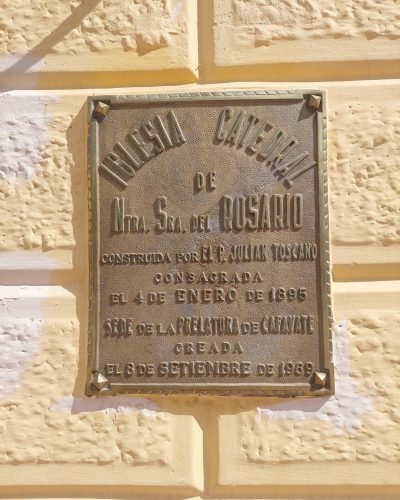 IGLESIA CATEDRAL
DE
NTRA. SRA. DEL ROSARIO
CONSTRUIDA POR EL P. JULIAN TOSCANO
CONSAGRADA
EL 4 DE ENERO DE 1895
SEDE DE LA PRELATURA DE CAFAYATE
CREADA
EL 8 DE SETIEMBRE DE 1969